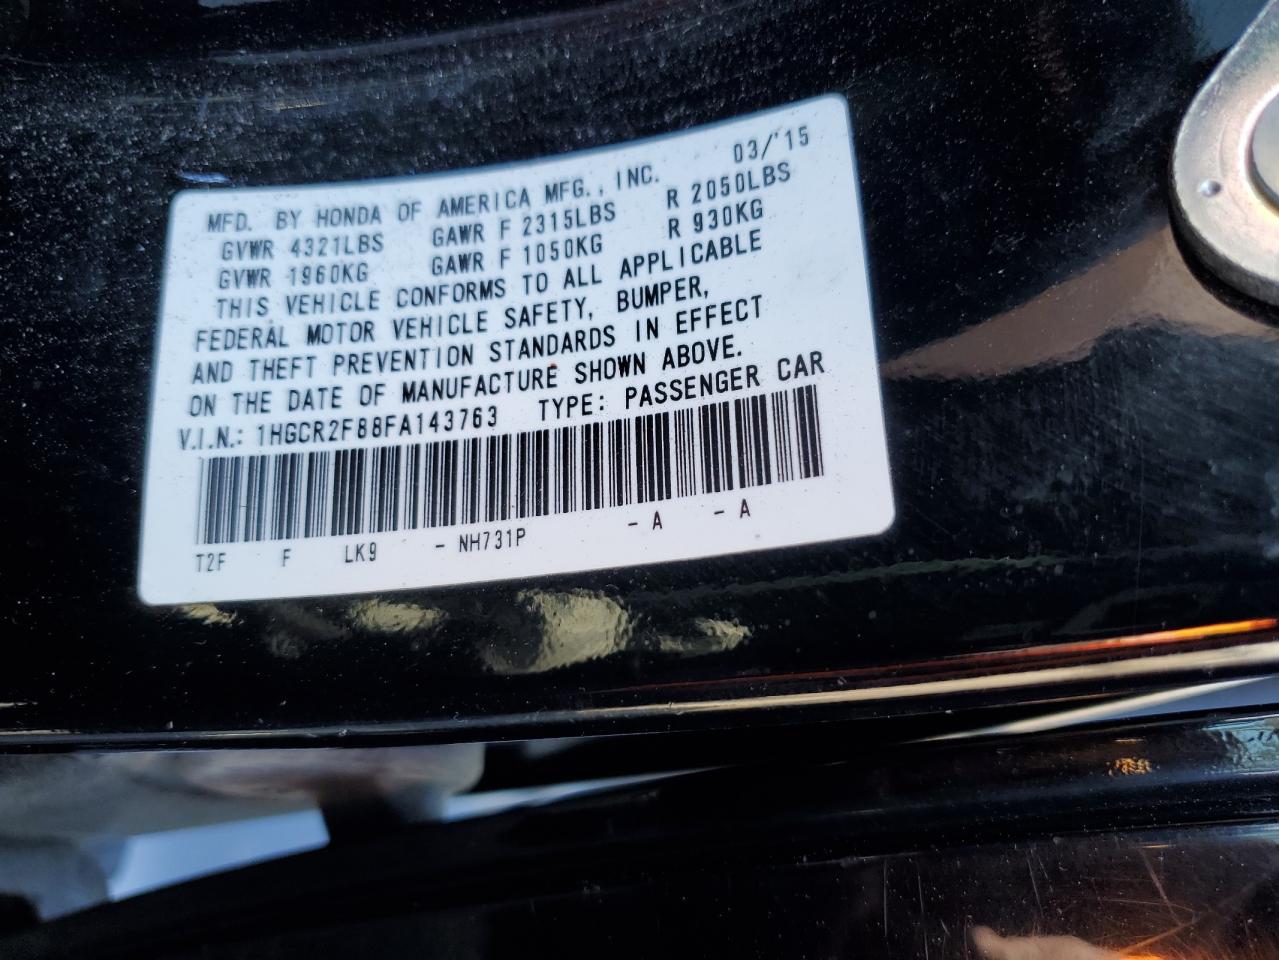 03/'15
MFD. BY HONDA OF AMERICA MFG., INC.
GVWR 4321LBS GAWR F 2315LBS R 2050LBS
GVWR 1960KG GAWR F 1050KG R 930KG
THIS VEHICLE CONFORMS TO ALL APPLICABLE
FEDERAL MOTOR VEHICLE SAFETY, BUMPER,
AND THEFT PREVENTION STANDARDS IN EFFECT
ON THE DATE OF MANUFACTURE SHOWN ABOVE.
V.I.N.: 1HGCR2F88FA143763 TYPE: PASSENGER CAR
T2F F LK9 - NH731P - A - A